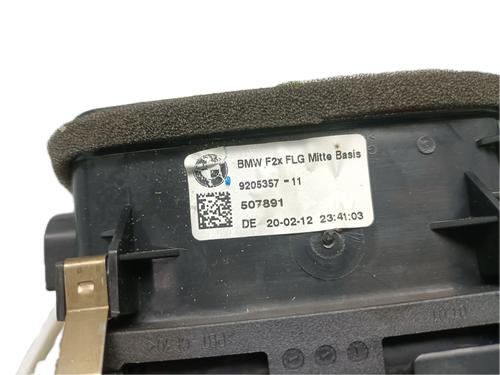 BMW F2x FLG Mitte Basis
9205357-11
507891
DE 20-02-12 23:41:03